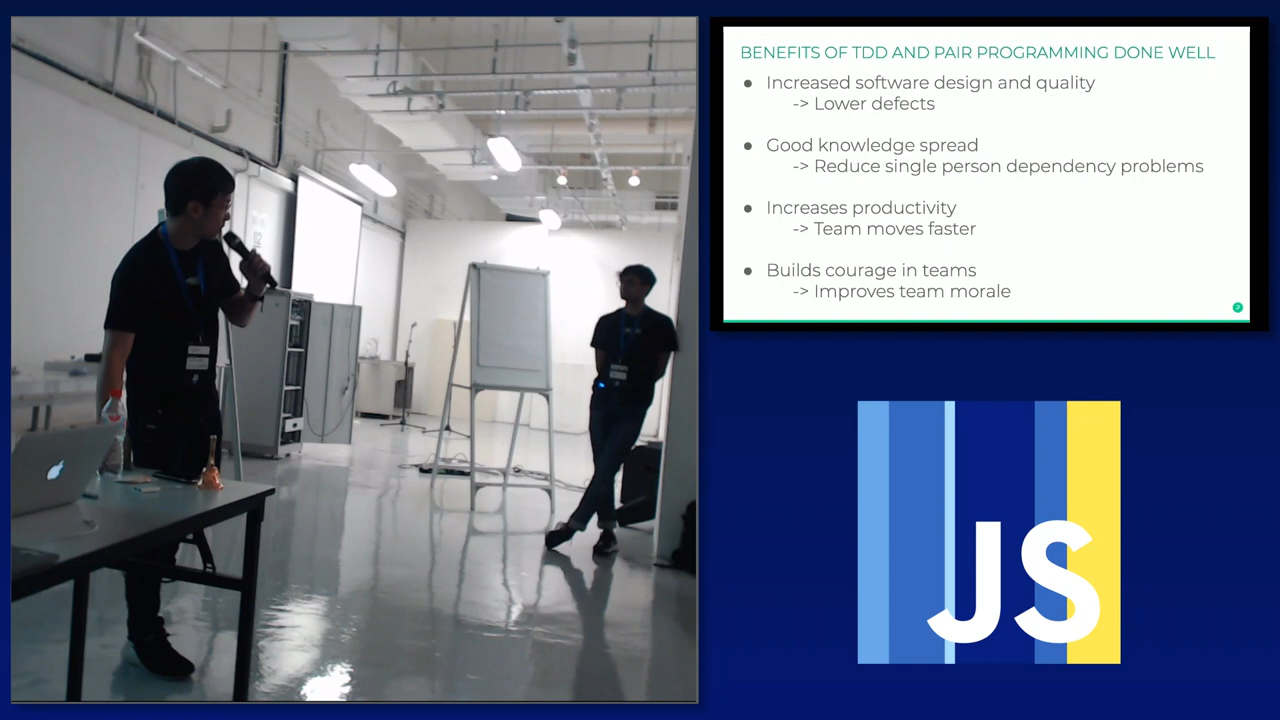 BENEFITS OF TDD AND PAIR PROGRAMMING DONE WELL
● Increased software design and quality
-> Lower defects
● Good knowledge spread
-> Reduce single person dependency problems
● Increases productivity
-> Team moves faster
● Builds courage in teams
-> Improves team morale
JS